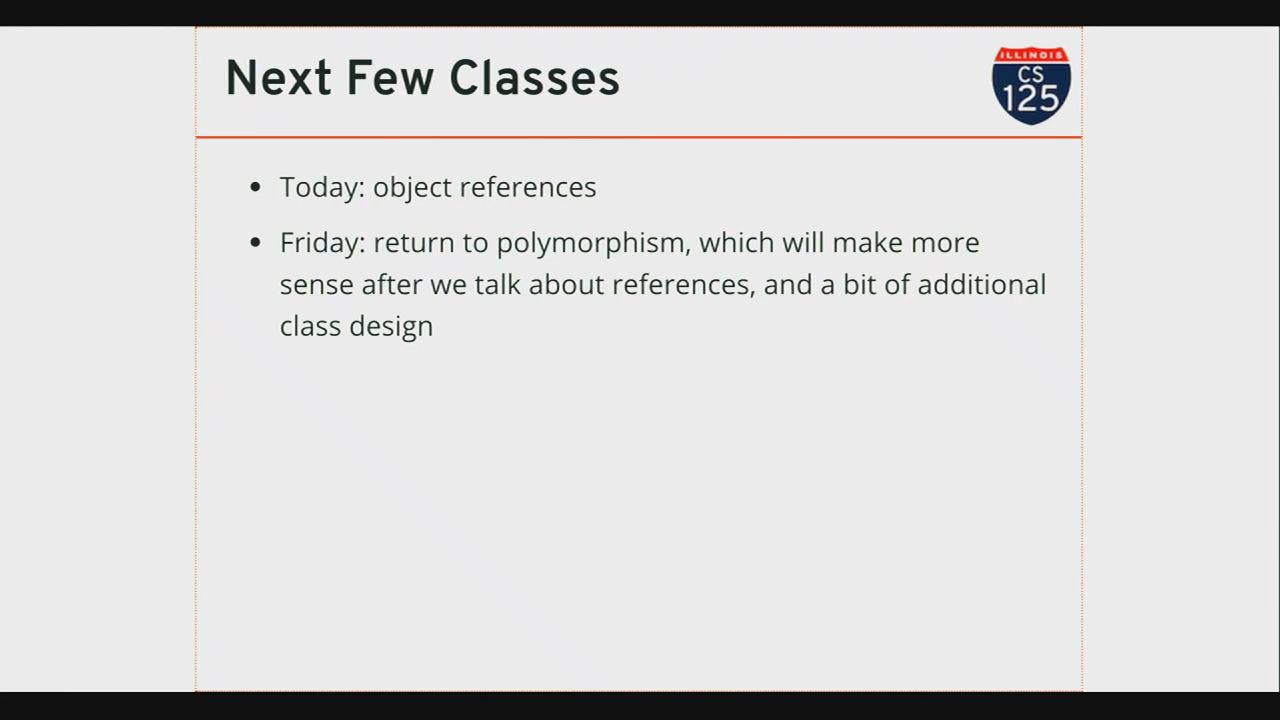 Next Few Classes
ILLINOIS
CS
125
• Today: object references
• Friday: return to polymorphism, which will make more
sense after we talk about references, and a bit of additional
class design